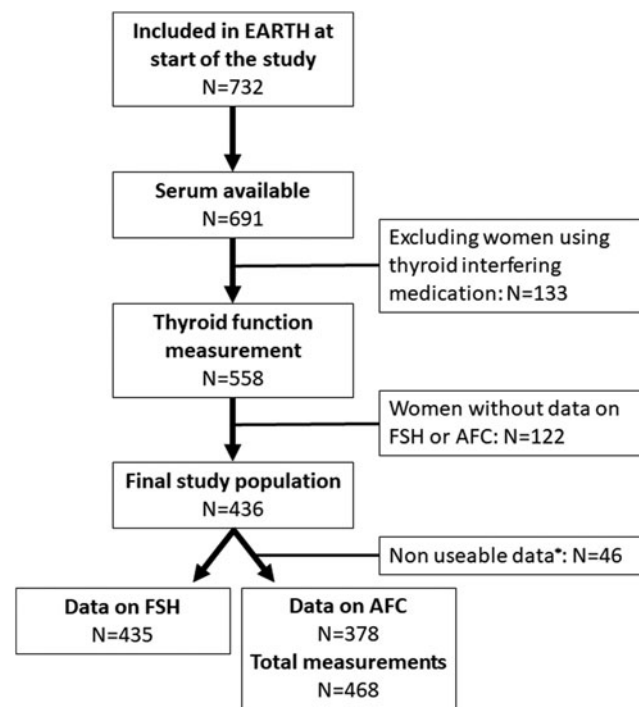 Included in EARTH at
start of the study
N=732
Serum available
N=691
Excluding women using
thyroid interfering
medication: N=133
Thyroid function
measurement
N=558
Women without data on
FSH or AFC: N=122
Final study population
N=436
Non useable data*: N=46
Data on FSH
N=435
Data on AFC
N=378
Total measurements
N=468